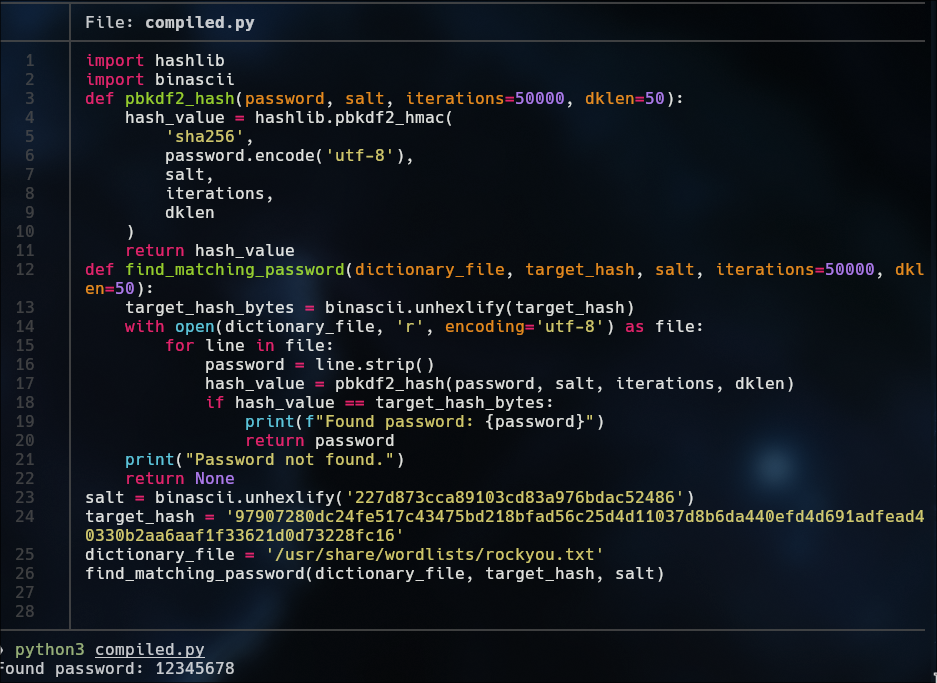 File: compiled.py
1 import hashlib
2 import binascii
3 def pbkdf2_hash(password, salt, iterations=50000, dklen=50):
4 hash_value = hashlib.pbkdf2_hmac(
5 'sha256',
6 password.encode('utf-8'),
7 salt,
8 iterations,
9 dklen
10 )
11 return hash_value
12 def find_matching_password(dictionary_file, target_hash, salt, iterations=50000, dkl
en=50):
13 target_hash_bytes = binascii.unhexlify(target_hash)
14 with open(dictionary_file, 'r', encoding='utf-8') as file:
15 for line in file:
16 password = line.strip()
17 hash_value = pbkdf2_hash(password, salt, iterations, dklen)
18 if hash_value == target_hash_bytes:
19 print(f"Found password: {password}")
20 return password
21 print("Password not found.")
22 return None
23 salt = binascii.unhexlify('227d873cca89103cd83a976bdac52486')
24 target_hash = '97907280dc24fe517c43475bd218bfad56c25d4d11037d8b6da440efd4d691adfead4
0330b2aa6aaf1f33621d0d73228fc16'
25 dictionary_file = '/usr/share/wordlists/rockyou.txt'
26 find_matching_password(dictionary_file, target_hash, salt)
27
28
› python3 compiled.py
Found password: 12345678